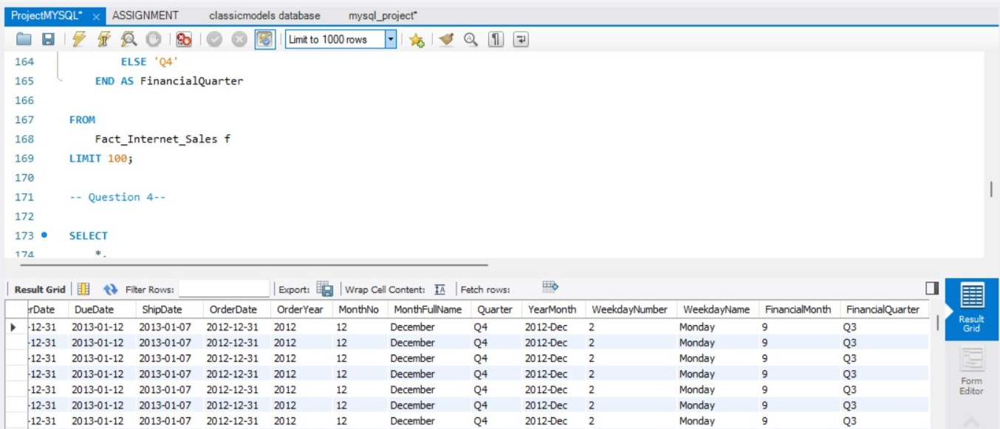 ProjectMYSQL* × ASSIGNMENT classicmodels database mysql_project*
Limit to 1000 rows
164 ELSE 'Q4'
165 END AS FinancialQuarter
166
167 FROM
168 Fact_Internet_Sales f
169 LIMIT 100;
170
171 -- Question 4--
172
173 SELECT
174 *,
Result Grid Filter Rows: Export: Wrap Cell Content: Fetch rows:
erDate DueDate ShipDate OrderDate OrderYear MonthNo MonthFullName Quarter YearMonth WeekdayNumber WeekdayName FinancialMonth FinancialQuarter
-12-31 2013-01-12 2013-01-07 2012-12-31 2012 12 December Q4 2012-Dec 2 Monday 9 Q3
-12-31 2013-01-12 2013-01-07 2012-12-31 2012 12 December Q4 2012-Dec 2 Monday 9 Q3
-12-31 2013-01-12 2013-01-07 2012-12-31 2012 12 December Q4 2012-Dec 2 Monday 9 Q3
-12-31 2013-01-12 2013-01-07 2012-12-31 2012 12 December Q4 2012-Dec 2 Monday 9 Q3
-12-31 2013-01-12 2013-01-07 2012-12-31 2012 12 December Q4 2012-Dec 2 Monday 9 Q3
-12-31 2013-01-12 2013-01-07 2012-12-31 2012 12 December Q4 2012-Dec 2 Monday 9 Q3
-12-31 2013-01-12 2013-01-07 2012-12-31 2012 12 December Q4 2012-Dec 2 Monday 9 Q3
Result
Grid
Form
Editor